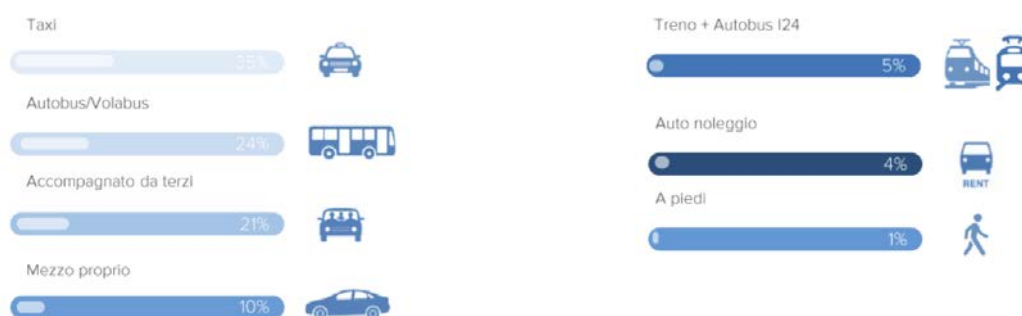 Taxi
35%
Autobus/Volabus
24%
Accompagnato da terzi
21%
Mezzo proprio
10%
Treno + Autobus I24
5%
Auto noleggio
4%
RENT
A piedi
1%